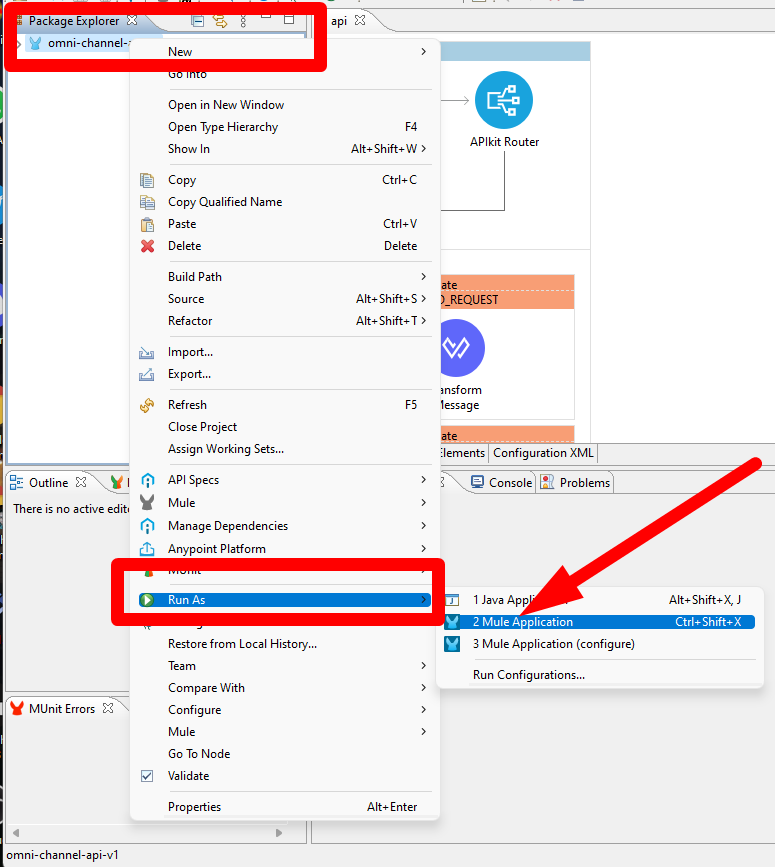 Package Explorer
api
omni-channel-a
New
Go Into
Open in New Window
Open Type Hierarchy F4
Show In Alt+Shift+W
Copy Ctrl+C
Copy Qualified Name
Paste Ctrl+V
Delete Delete
Build Path
Source Alt+Shift+S
Refactor Alt+Shift+T
Import...
Export...
Refresh F5
Close Project
Assign Working Sets...
API Specs
Mule
Manage Dependencies
Anypoint Platform
MUnit
Run As
Restore from Local History...
Team
Compare With
Configure
Mule
Go To Node
Validate
Properties Alt+Enter
1 Java Appli Alt+Shift+X, J
2 Mule Application Ctrl+Shift+X
3 Mule Application (configure)
Run Configurations...
APIkit Router
ate
D_REQUEST
ansform
Message
ate
Elements
Configuration XML
Console
Problems
Outline
There is no active edit
MUnit Errors
omni-channel-api-v1